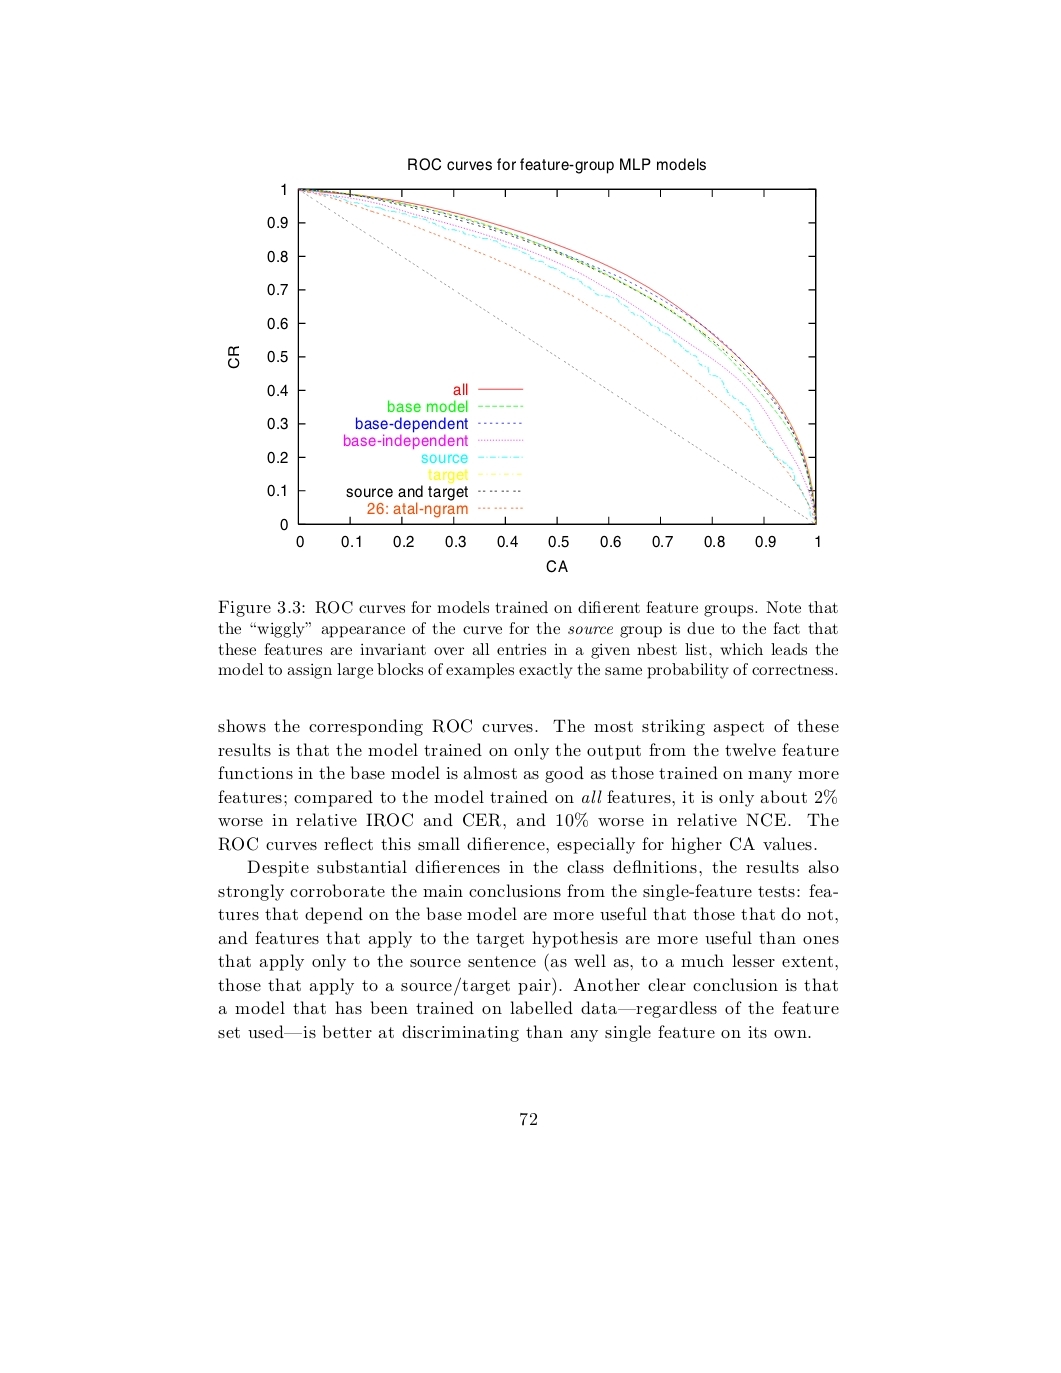 ROC curves for feature-group MLP models
1
0.9
0.8
0.7
0.6
0.5
0.4
0.3
0.2
0.1
0
CR
all
base model
base-dependent
base-independent
source
target
source and target
26: atal-ngram
0 0.1 0.2 0.3 0.4 0.5 0.6 0.7 0.8 0.9 1
CA
Figure 3.3: ROC curves for models trained on different feature groups. Note that
the “wiggly” appearance of the curve for the source group is due to the fact that
these features are invariant over all entries in a given nbest list, which leads the
model to assign large blocks of examples exactly the same probability of correctness.
shows the corresponding ROC curves. The most striking aspect of these
results is that the model trained on only the output from the twelve feature
functions in the base model is almost as good as those trained on many more
features; compared to the model trained on all features, it is only about 2%
worse in relative IROC and CER, and 10% worse in relative NCE. The
ROC curves reflect this small difference, especially for higher CA values.
Despite substantial differences in the class definitions, the results also
strongly corroborate the main conclusions from the single-feature tests: fea-
tures that depend on the base model are more useful that those that do not,
and features that apply to the target hypothesis are more useful than ones
that apply only to the source sentence (as well as, to a much lesser extent,
those that apply to a source/target pair). Another clear conclusion is that
a model that has been trained on labelled data—regardless of the feature
set used—is better at discriminating than any single feature on its own.
72